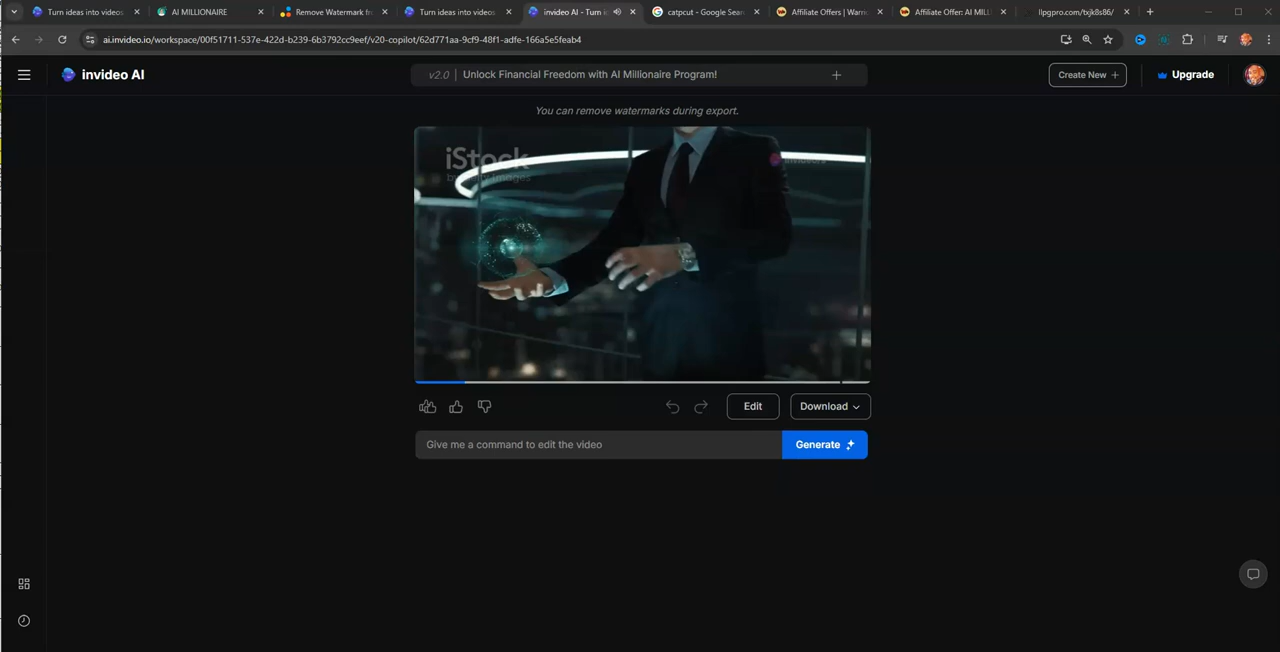 Turn ideas into videos
AI MILLIONAIRE
Remove Watermark fr
Turn ideas into videos
invideo AI - Turn i
catpcut - Google Sear
Affiliate Offers | Warri
Affiliate Offer: AI MILL
llpgpro.com/txjk8s86/
ai.invideo.io/workspace/00f51711-537e-422d-b239-6b3792cc9eef/v20-copilot/62d771aa-9cf9-48f1-adfe-166a5e5feab4
invideo AI
v2.0 | Unlock Financial Freedom with AI Millionaire Program!
Create New +
Upgrade
You can remove watermarks during export.
iStock
by Getty Images
Edit
Download
Give me a command to edit the video
Generate